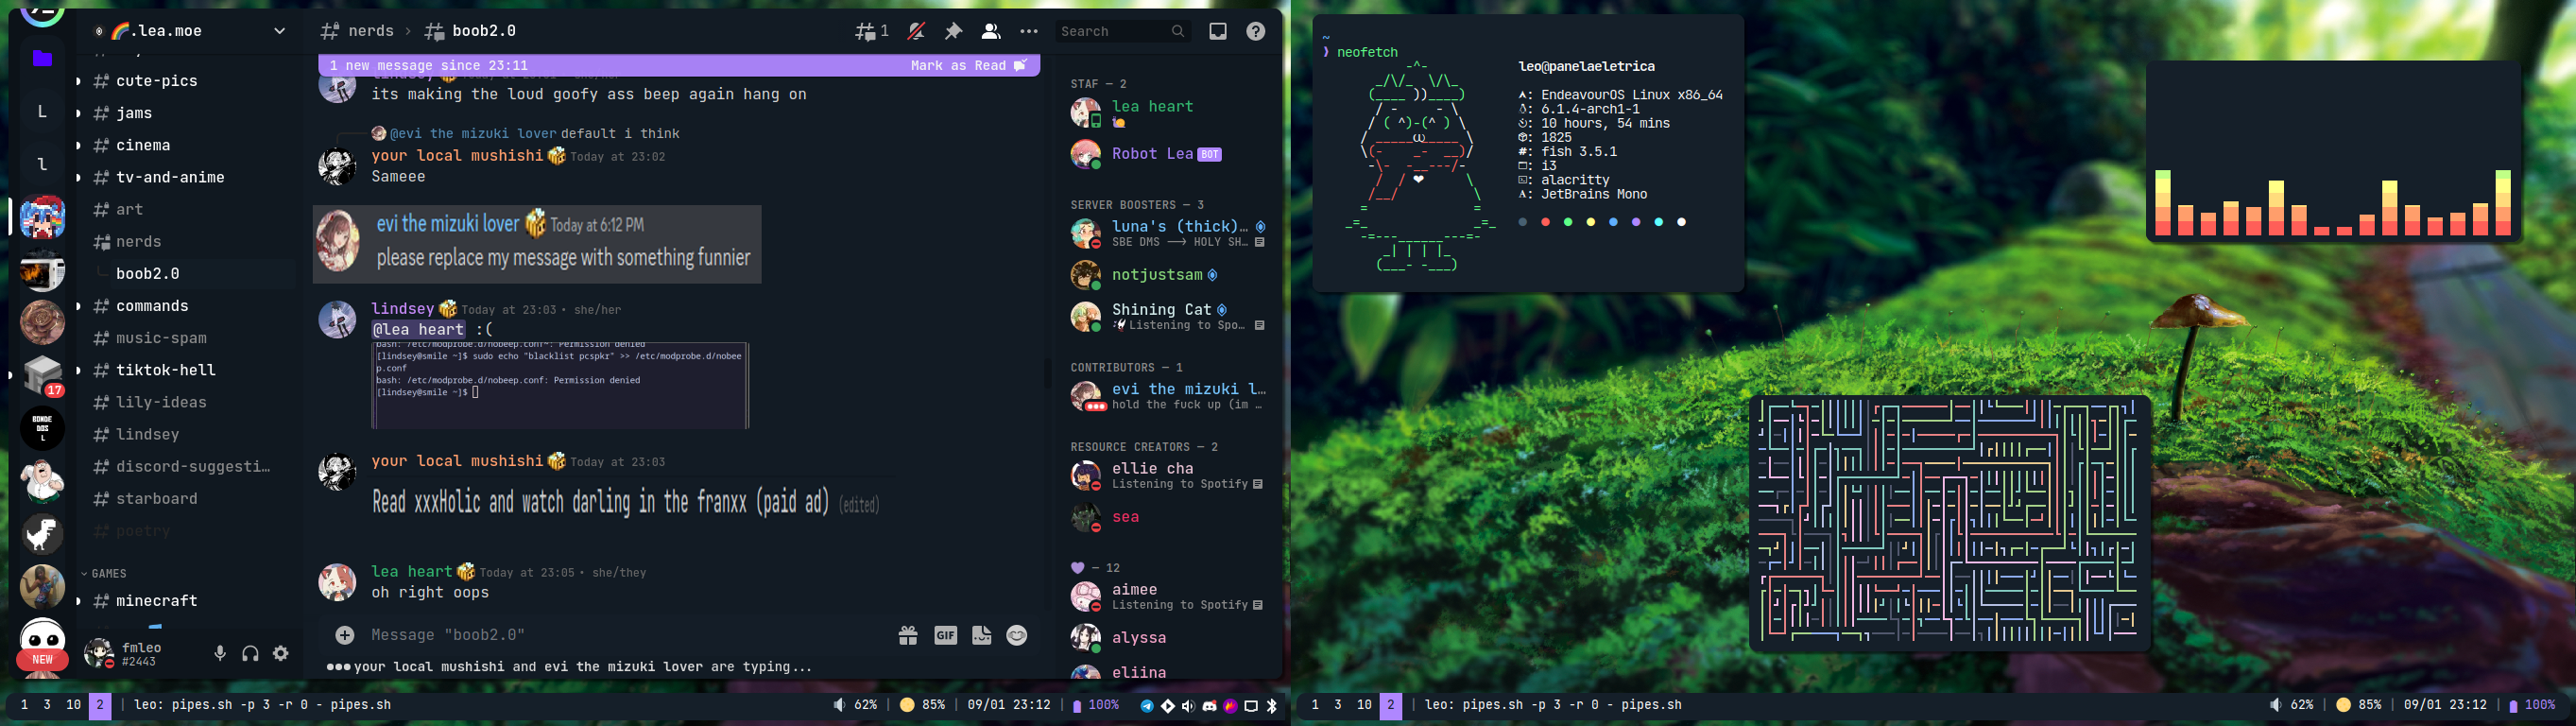 .lea.moe
cute-pics
jams
cinema
tv-and-anime
art
nerds
boob2.0
commands
music-spam
tiktok-hell
lily-ideas
lindsey
discord-suggesti...
starboard
poetry
GAMES
minecraft
L
l
17
BONDE
DOS
L
NEW
fmleo
#2443
nerds > boob2.0
1
Search
1 new message since 23:11 Mark as Read
its making the loud goofy ass beep again hang on
@evi the mizuki lover default i think
your local mushishi Today at 23:02
Sameee
evi the mizuki lover Today at 6:12 PM
please replace my message with something funnier
lindsey Today at 23:03 • she/her
@lea heart :(
bash: /etc/modprobe.d/nobeep.conf~: Permission denied
[lindsey@smile ~]$ sudo echo "blacklist pcspkr" >> /etc/modprobe.d/nobee
p.conf
bash: /etc/modprobe.d/nobeep.conf: Permission denied
[lindsey@smile ~]$
your local mushishi Today at 23:03
Read xxxHolic and watch darling in the franxx (paid ad) (edited)
lea heart Today at 23:05 • she/they
oh right oops
Message "boob2.0"
GIF
your local mushishi and evi the mizuki lover are typing...
STAF — 2
lea heart
Robot Lea BOT
SERVER BOOSTERS — 3
luna's (thick)...
SBE DMS ⟶ HOLY SH...
notjustsam
Shining Cat
Listening to Spo...
CONTRIBUTORS — 1
evi the mizuki l...
hold the fuck up (im ...
RESOURCE CREATORS — 2
ellie cha
Listening to Spotify
sea
— 12
aimee
Listening to Spotify
alyssa
eliina
1 3 10 2 | leo: pipes.sh -p 3 -r 0 - pipes.sh
62% | 85% | 09/01 23:12 | 100%
~
❯ neofetch
leo@panelaeletrica
: EndeavourOS Linux x86_64
: 6.1.4-arch1-1
: 10 hours, 54 mins
: 1825
#: fish 3.5.1
: i3
: alacritty
: JetBrains Mono
1 3 10 2 | leo: pipes.sh -p 3 -r 0 - pipes.sh
62% | 85% | 09/01 23:12 | 100%